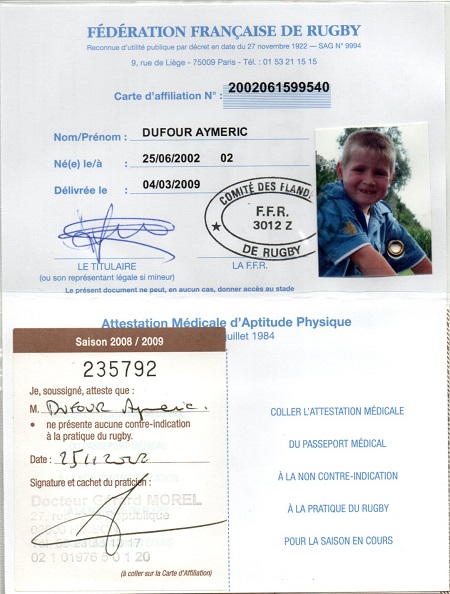 FÉDÉRATION FRANÇAISE DE RUGBY
Reconnue d'utilité publique par décret en date du 27 novembre 1922 — SAG N° 9994
9, rue de Liège - 75009 Paris - Tél. : 01 53 21 15 15
Carte d'affiliation N° : 2002061599540
Nom/Prénom : DUFOUR AYMERIC
Né(e) le/à : 25/06/2002 02
Délivrée le : 04/03/2009
COMITÉ DES FLAND
F.F.R.
3012 Z
DE RUGBY
LE TITULAIRE
(ou son représentant légale si mineur)
LA F.F.R.
Le présent document ne peut, en aucun cas, donner accès au stade
Attestation Médicale d'Aptitude Physique
juillet 1984
Saison 2008 / 2009
235792
Je, soussigné, atteste que :
M. DUFOUR Aymeric.
• ne présente aucune contre-indication
à la pratique du rugby.
Date :
Signature et cachet du praticien :
Docteur MOREL
27, République
(à coller sur la Carte d'Affiliation)
COLLER L'ATTESTATION MÉDICALE
DU PASSEPORT MÉDICAL
À LA NON CONTRE-INDICATION
À LA PRATIQUE DU RUGBY
POUR LA SAISON EN COURS